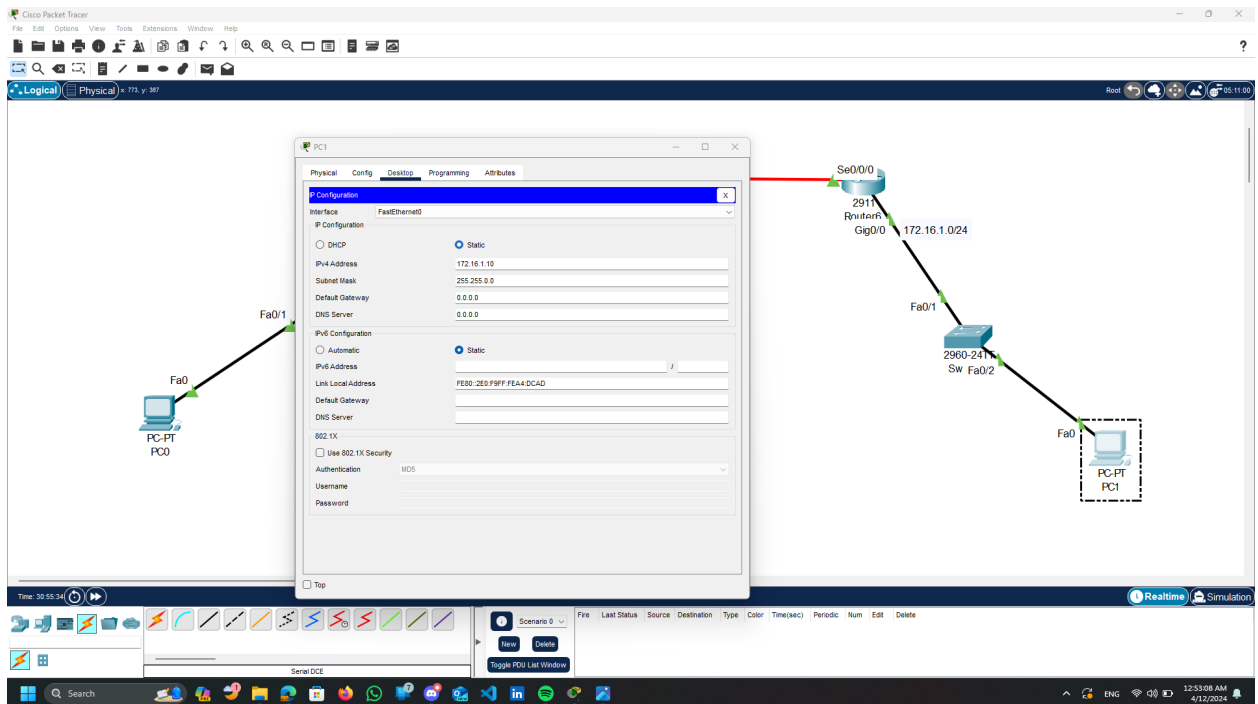 Cisco Packet Tracer
File Edit Options View Tools Extensions Window Help
?
Logical Physical x: 773, y: 387 Root 05:11:00
PC1
Physical Config Desktop Programming Attributes
IP Configuration X
Interface FastEthernet0
IP Configuration
DHCP Static
IPv4 Address 172.16.1.10
Subnet Mask 255.255.0.0
Default Gateway 0.0.0.0
DNS Server 0.0.0.0
IPv6 Configuration
Automatic Static
IPv6 Address /
Link Local Address FE80::2E0:F9FF:FEA4:DCAD
Default Gateway
DNS Server
802.1X
Use 802.1X Security
Authentication MD5
Username
Password
Top
Fa0/1
Fa0
PC-PT
PC0
Se0/0/0
2911
Router6
Gig0/0 172.16.1.0/24
Fa0/1
2960-24TT
Sw Fa0/2
Fa0
PC-PT
PC1
Time: 30:55:34 Realtime Simulation
Scenario 0 Fire Last Status Source Destination Type Color Time(sec) Periodic Num Edit Delete
New Delete
Toggle PDU List Window
Serial DCE
Search ENG 12:53:08 AM
4/12/2024